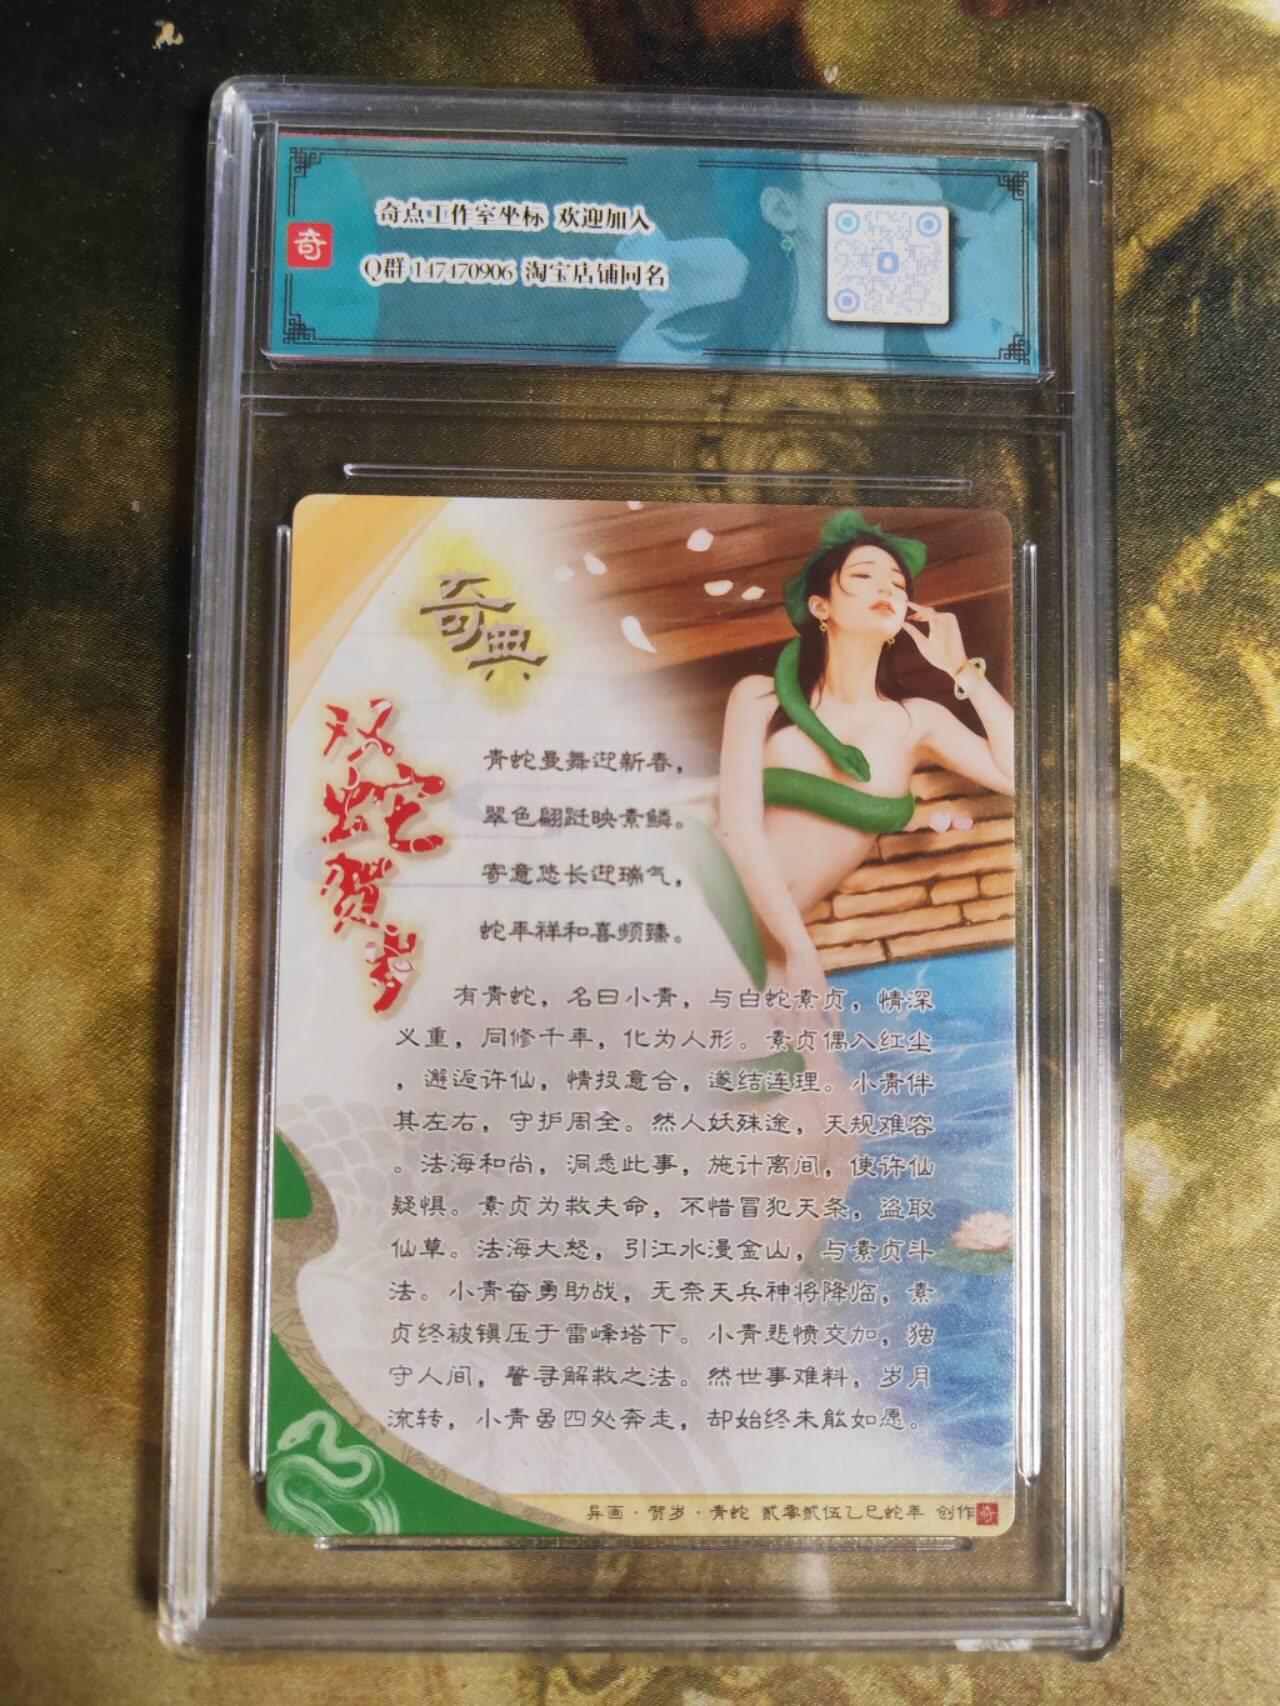 奇点工作室坐标 欢迎加入
奇
Q群 147470906 淘宝店铺同名
奇典
双蛇贺岁
青蛇曼舞迎新春，
翠色翩跹映素鳞。
寄意悠长迎瑞气，
蛇年祥和喜频臻。
有青蛇，名曰小青，与白蛇素贞，情深
义重，同修千年，化为人形。素贞偶入红尘
，邂逅许仙，情投意合，遂结连理。小青伴
其左右，守护周全。然人妖殊途，天规难容
。法海和尚，洞悉此事，施计离间，使许仙
疑惧。素贞为救夫命，不惜冒犯天条，盗取
仙草。法海大怒，引江水漫金山，与素贞斗
法。小青奋勇助战，无奈天兵神将降临，素
贞终被镇压于雷峰塔下。小青悲愤交加，独
守人间，誓寻解救之法。然世事难料，岁月
流转，小青虽四处奔走，却始终未能如愿。
异画·贺岁·青蛇 贰零贰伍乙巳蛇年 创作 奇